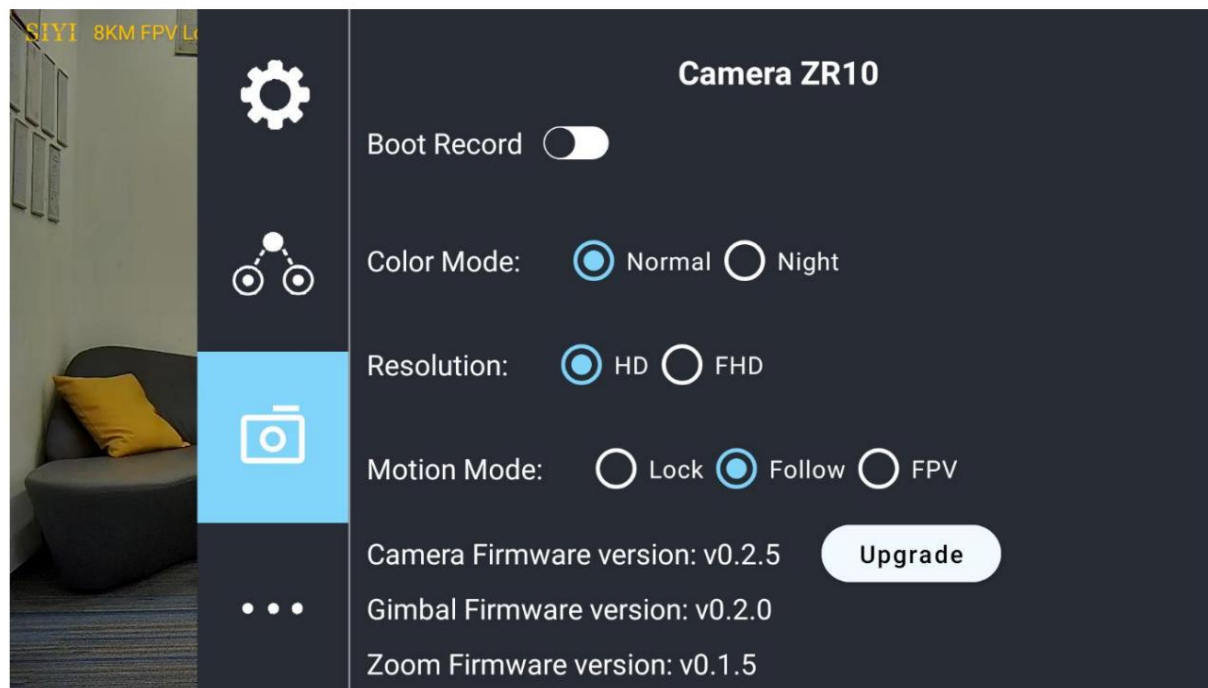 SIYI 8KM FPV L
Camera ZR10
Boot Record
Color Mode: Normal Night
Resolution: HD FHD
Motion Mode: Lock Follow FPV
Camera Firmware version: v0.2.5 Upgrade
Gimbal Firmware version: v0.2.0
Zoom Firmware version: v0.1.5